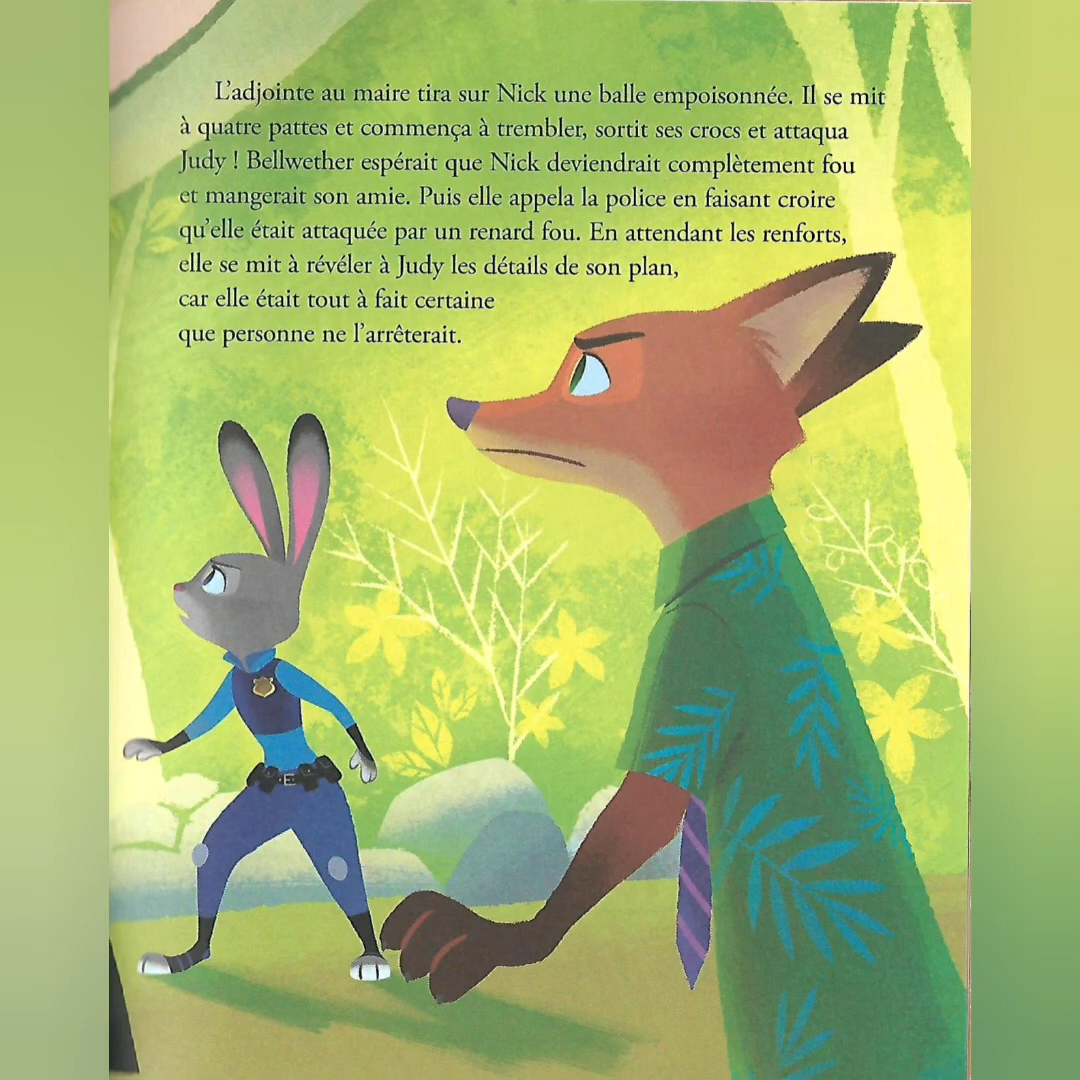 L'adjointe au maire tira sur Nick une balle empoisonnée. Il se mit
à quatre pattes et commença à trembler, sortit ses crocs et attaqua
Judy ! Bellwether espérait que Nick deviendrait complètement fou
et mangerait son amie. Puis elle appela la police en faisant croire
qu'elle était attaquée par un renard fou. En attendant les renforts,
elle se mit à révéler à Judy les détails de son plan,
car elle était tout à fait certaine
que personne ne l'arrêterait.